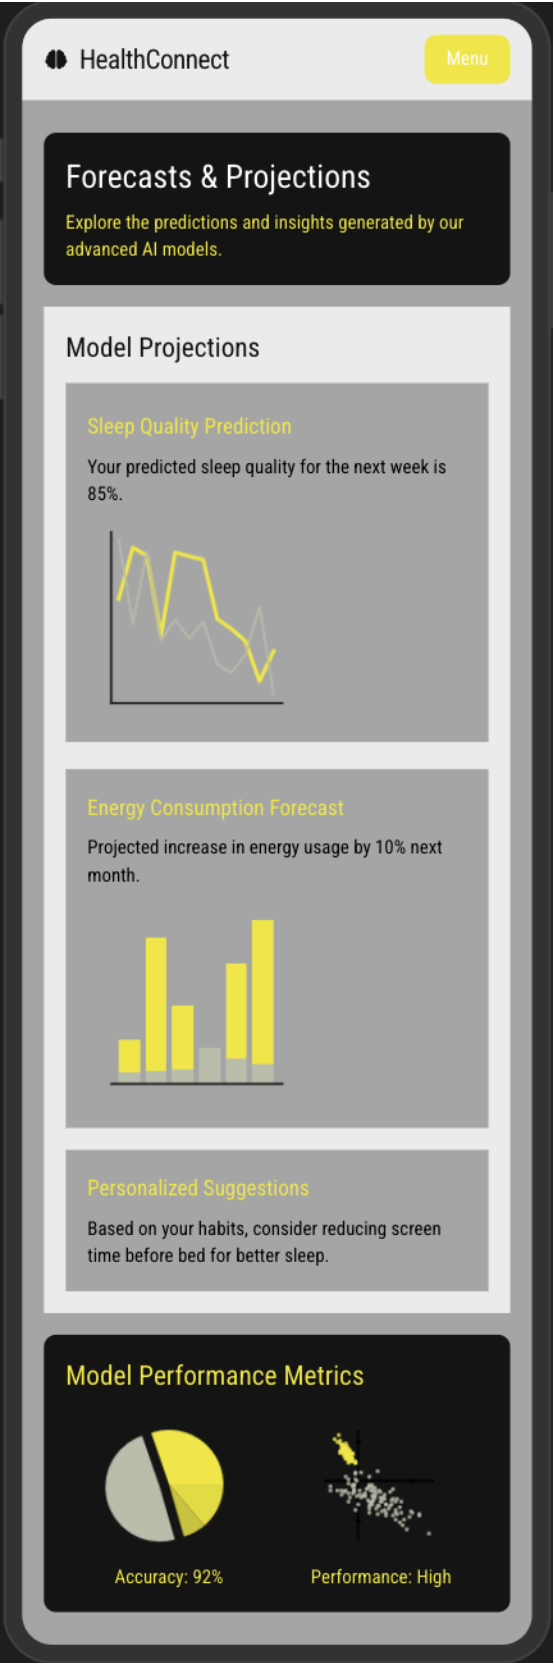 HealthConnect
Menu
Forecasts & Projections
Explore the predictions and insights generated by our
advanced AI models.
Model Projections
Sleep Quality Prediction
Your predicted sleep quality for the next week is
85%.
Energy Consumption Forecast
Projected increase in energy usage by 10% next
month.
Personalized Suggestions
Based on your habits, consider reducing screen
time before bed for better sleep.
Model Performance Metrics
Accuracy: 92%
Performance: High